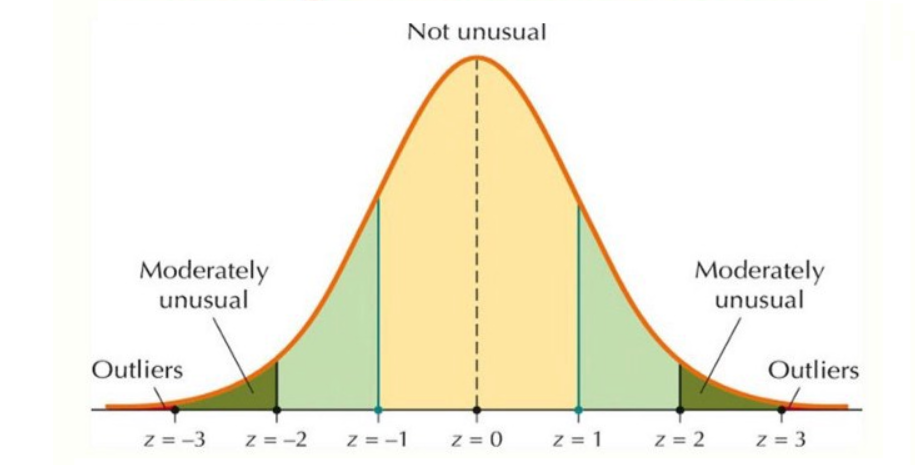 Not unusual
Moderately
unusual
Moderately
unusual
Outliers
Outliers
z = –3
z = –2
z = –1
z = 0
z = 1
z = 2
z = 3